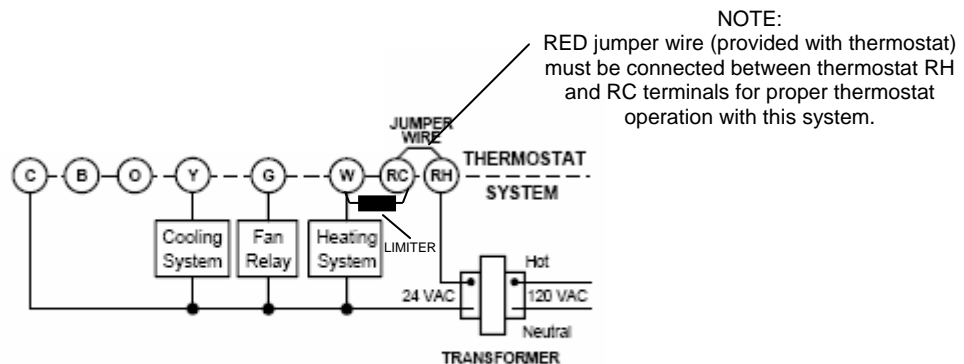 NOTE:
RED jumper wire (provided with thermostat)
must be connected between thermostat RH
and RC terminals for proper thermostat
operation with this system.
JUMPER
WIRE
C B O Y G W RC RH
THERMOSTAT
SYSTEM
Cooling
System
Fan
Relay
Heating
System
LIMITER
Hot
24 VAC
120 VAC
Neutral
TRANSFORMER